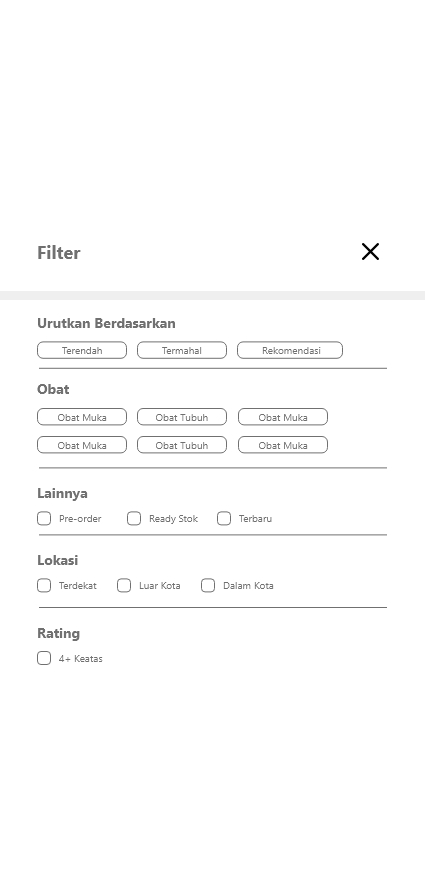 Filter
Urutkan Berdasarkan
Terendah Termahal Rekomendasi
Obat
Obat Muka Obat Tubuh Obat Muka
Obat Muka Obat Tubuh Obat Muka
Lainnya
Pre-order Ready Stok Terbaru
Lokasi
Terdekat Luar Kota Dalam Kota
Rating
4+ Keatas